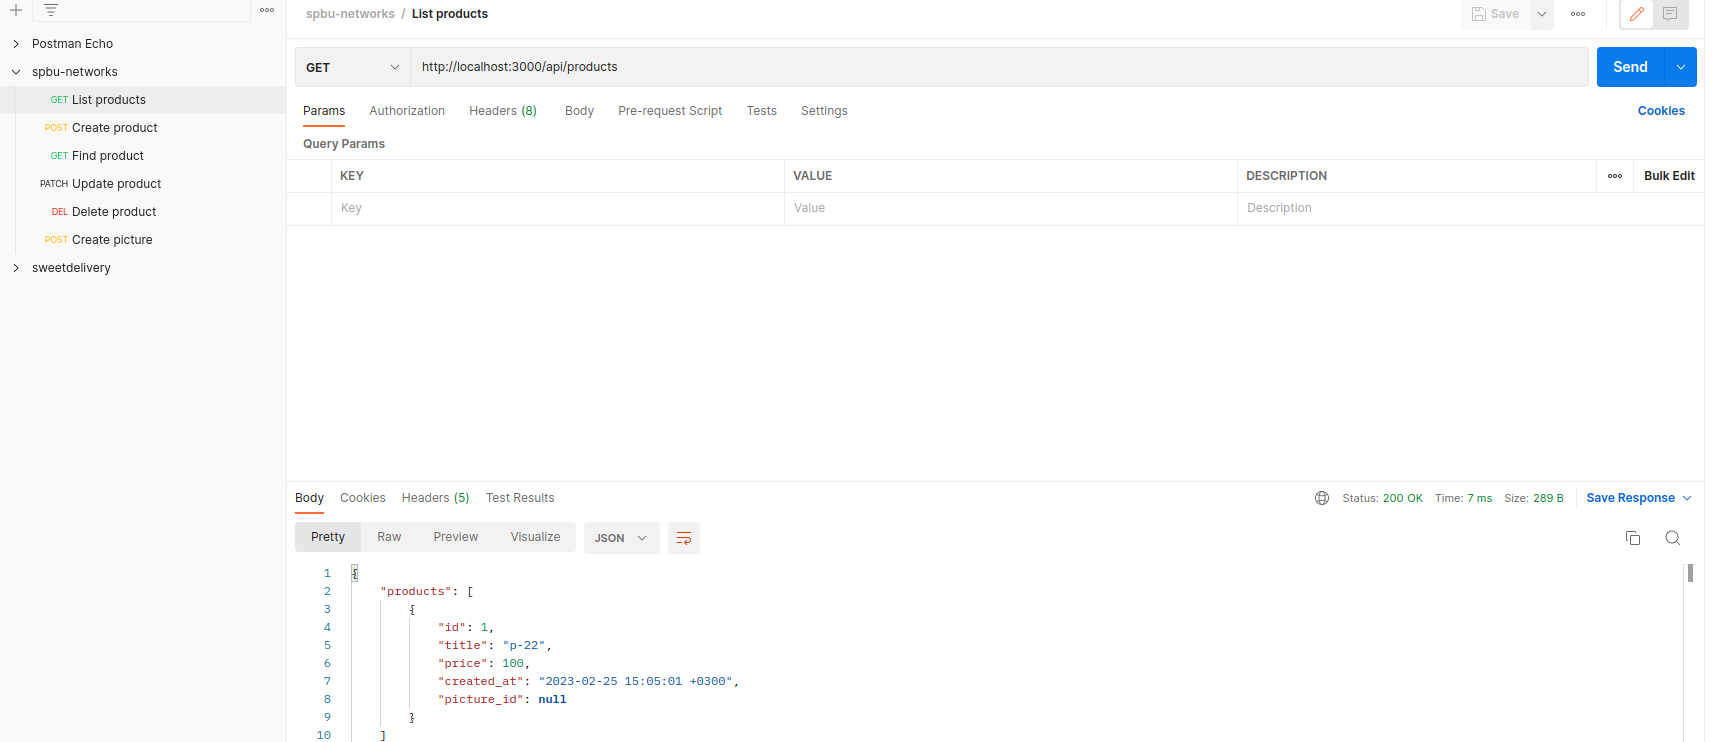 spbu-networks / List products
Save
Postman Echo
spbu-networks
GET List products
POST Create product
GET Find product
PATCH Update product
DEL Delete product
POST Create picture
sweetdelivery
GET http://localhost:3000/api/products Send
Params Authorization Headers (8) Body Pre-request Script Tests Settings Cookies
Query Params
KEY VALUE DESCRIPTION Bulk Edit
Key Value Description
Body Cookies Headers (5) Test Results Status: 200 OK Time: 7 ms Size: 289 B Save Response
Pretty Raw Preview Visualize JSON
1 {
2 "products": [
3 {
4 "id": 1,
5 "title": "p-22",
6 "price": 100,
7 "created_at": "2023-02-25 15:05:01 +0300",
8 "picture_id": null
9 }
10 ]